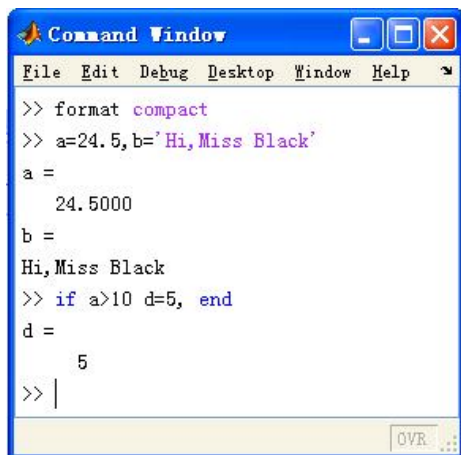 Command Window
File Edit Debug Desktop Window Help
>> format compact
>> a=24.5,b='Hi,Miss Black'
a =
24.5000
b =
Hi,Miss Black
>> if a>10 d=5, end
d =
5
>>
OVR